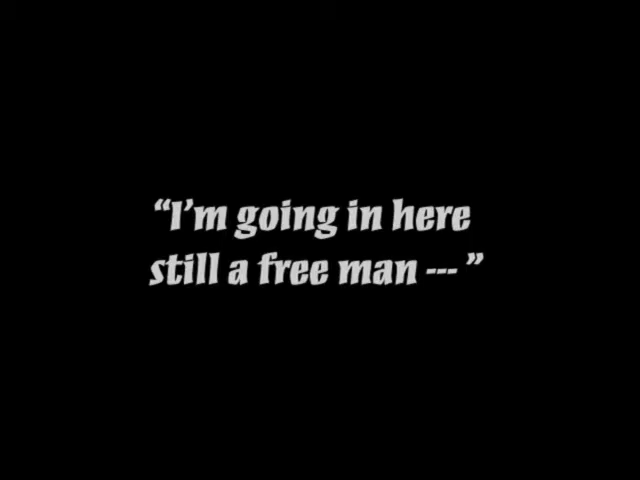 “I’m going in here
still a free man --- ”